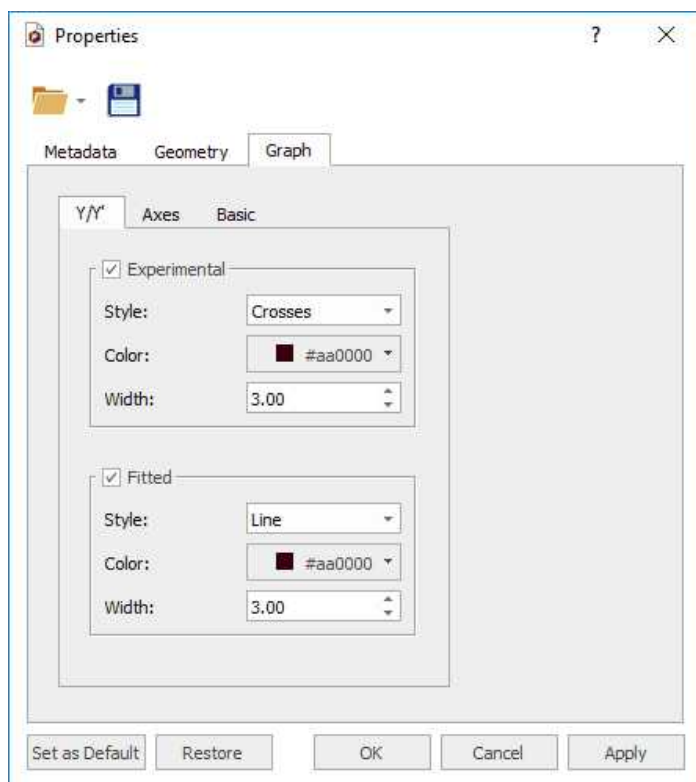 Properties ?
Metadata Geometry Graph
Y/Y' Axes Basic
Experimental
Style: Crosses
Color: #aa0000
Width: 3.00
Fitted
Style: Line
Color: #aa0000
Width: 3.00
Set as Default Restore OK Cancel Apply